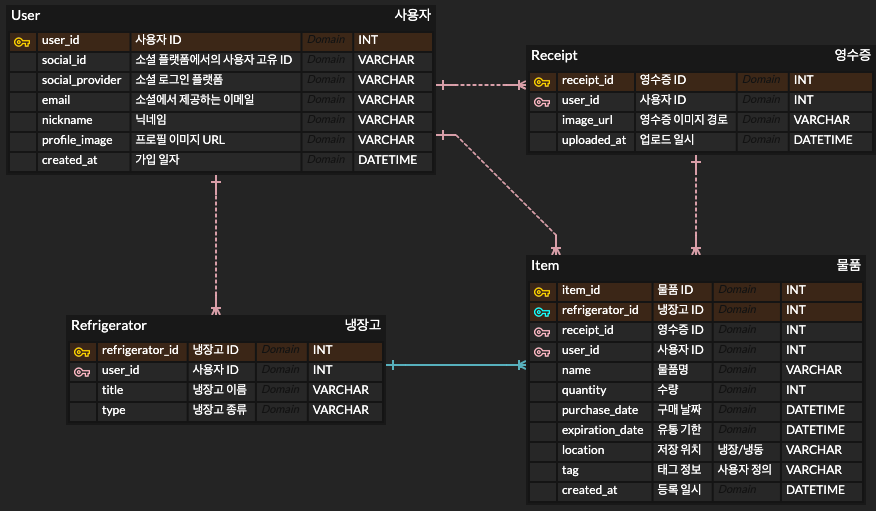 User 사용자
user_id 사용자 ID Domain INT
social_id 소셜 플랫폼에서의 사용자 고유 ID Domain VARCHAR
social_provider 소셜 로그인 플랫폼 Domain VARCHAR
email 소셜에서 제공하는 이메일 Domain VARCHAR
nickname 닉네임 Domain VARCHAR
profile_image 프로필 이미지 URL Domain VARCHAR
created_at 가입 일자 Domain DATETIME
Receipt 영수증
receipt_id 영수증 ID Domain INT
user_id 사용자 ID Domain INT
image_url 영수증 이미지 경로 Domain VARCHAR
uploaded_at 업로드 일시 Domain DATETIME
Refrigerator 냉장고
refrigerator_id 냉장고 ID Domain INT
user_id 사용자 ID Domain INT
title 냉장고 이름 Domain VARCHAR
type 냉장고 종류 Domain VARCHAR
Item 물품
item_id 물품 ID Domain INT
refrigerator_id 냉장고 ID Domain INT
receipt_id 영수증 ID Domain INT
user_id 사용자 ID Domain INT
name 물품명 Domain VARCHAR
quantity 수량 Domain INT
purchase_date 구매 날짜 Domain DATETIME
expiration_date 유통 기한 Domain DATETIME
location 저장 위치 냉장/냉동 VARCHAR
tag 태그 정보 사용자 정의 VARCHAR
created_at 등록 일시 Domain DATETIME